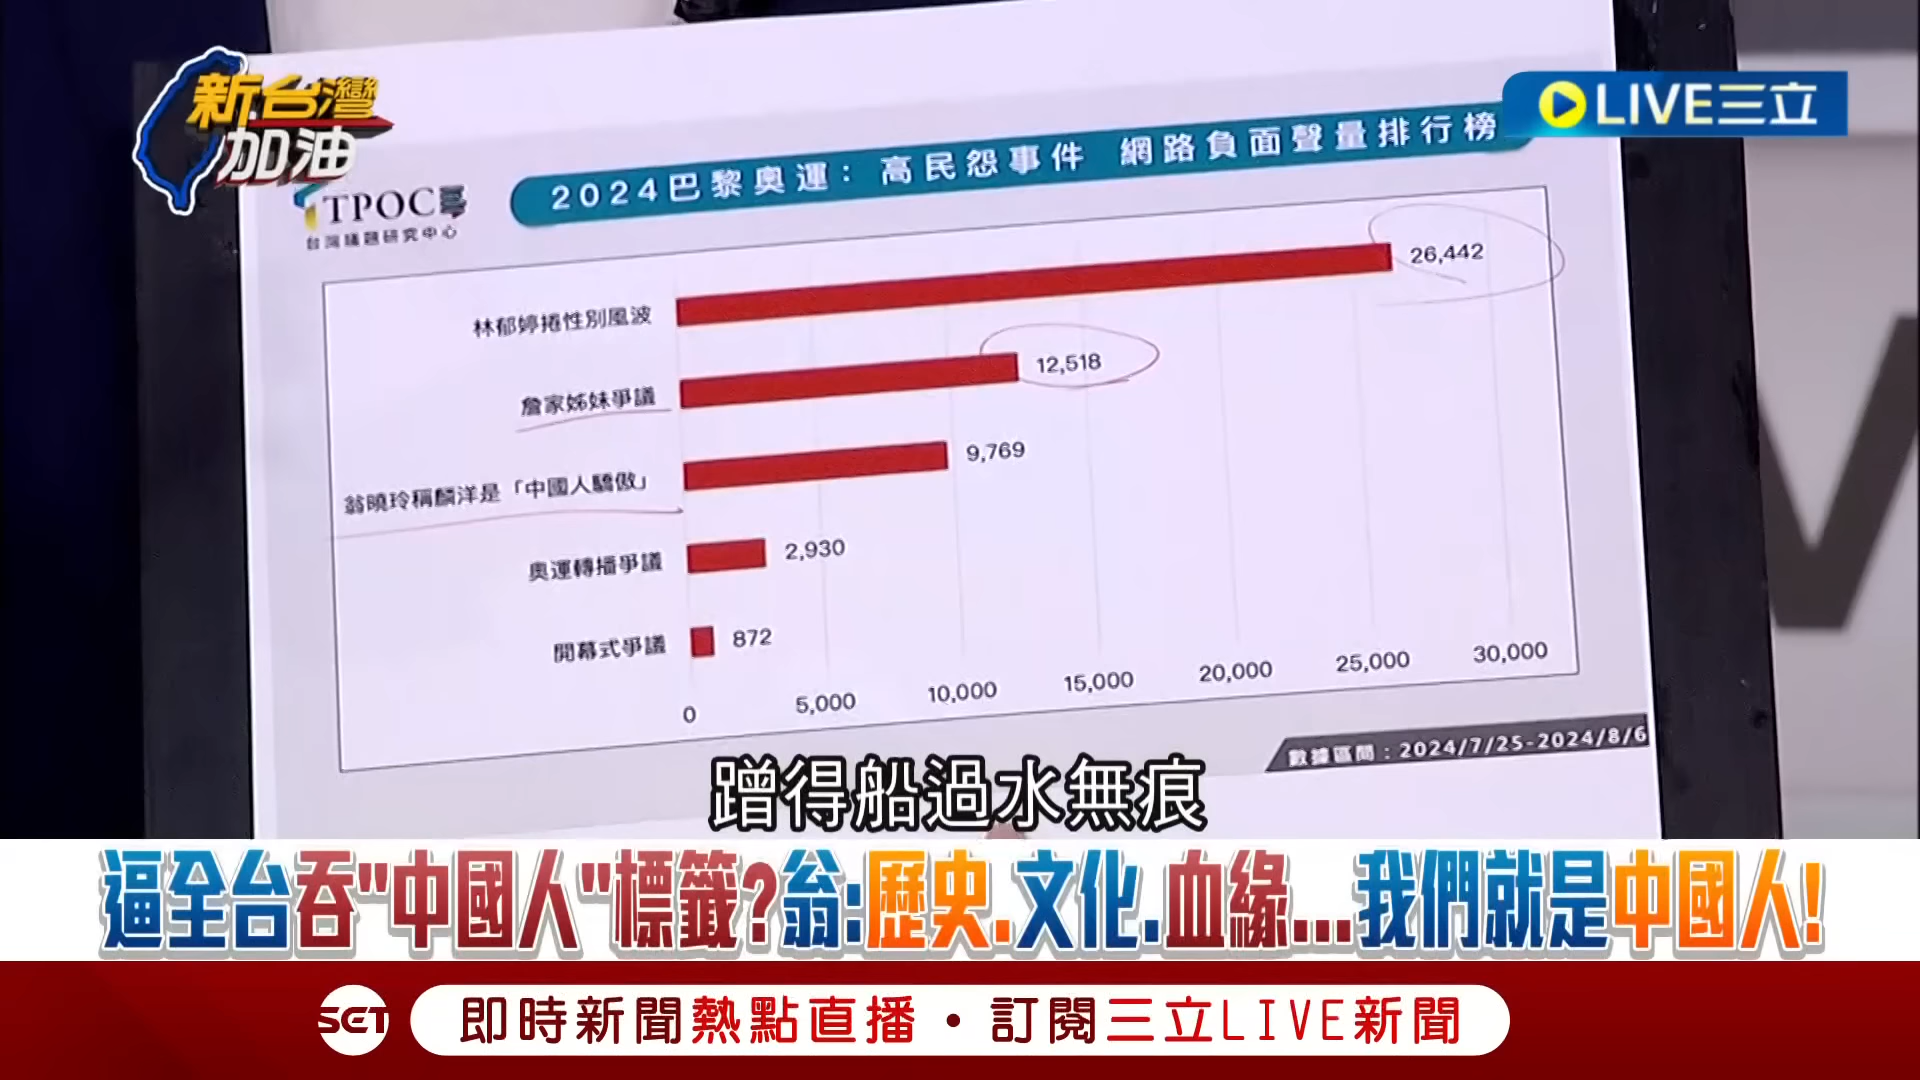 新台灣
加油
LIVE三立
TPOC
台灣議題研究中心
2024巴黎奧運：高民怨事件 網路負面聲量排行榜
林郁婷捲性別風波
26,442
詹家姊妹爭議
12,518
翁曉玲稱麟洋是「中國人驕傲」
9,769
奧運轉播爭議
2,930
開幕式爭議
872
0
5,000
10,000
15,000
20,000
25,000
30,000
數據區間：2024/7/25-2024/8/6
蹭得船過水無痕
逼全台吞"中國人"標籤?翁:歷史.文化.血緣...我們就是中國人!
SET
即時新聞熱點直播・訂閱三立LIVE新聞